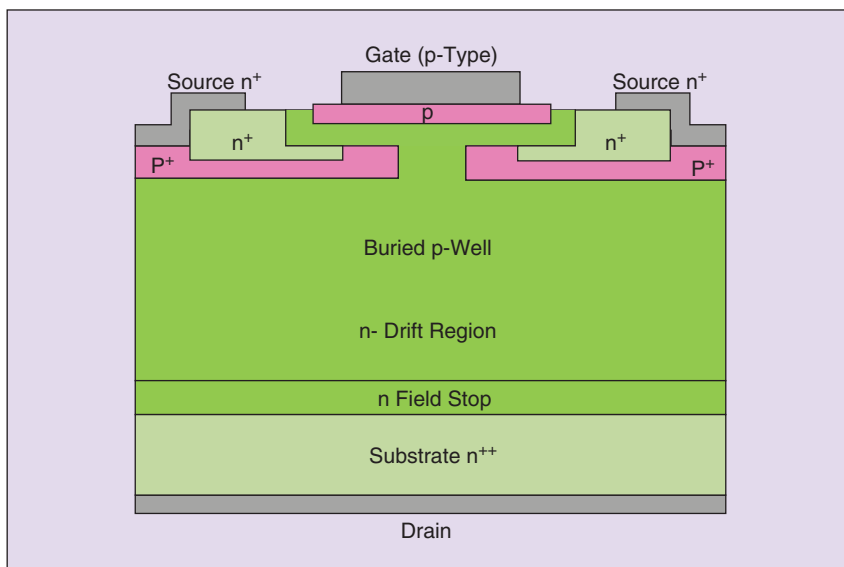 Gate (p-Type)
Source n+
Source n+
p
n+
n+
P+
P+
Buried p-Well
n- Drift Region
n Field Stop
Substrate n++
Drain